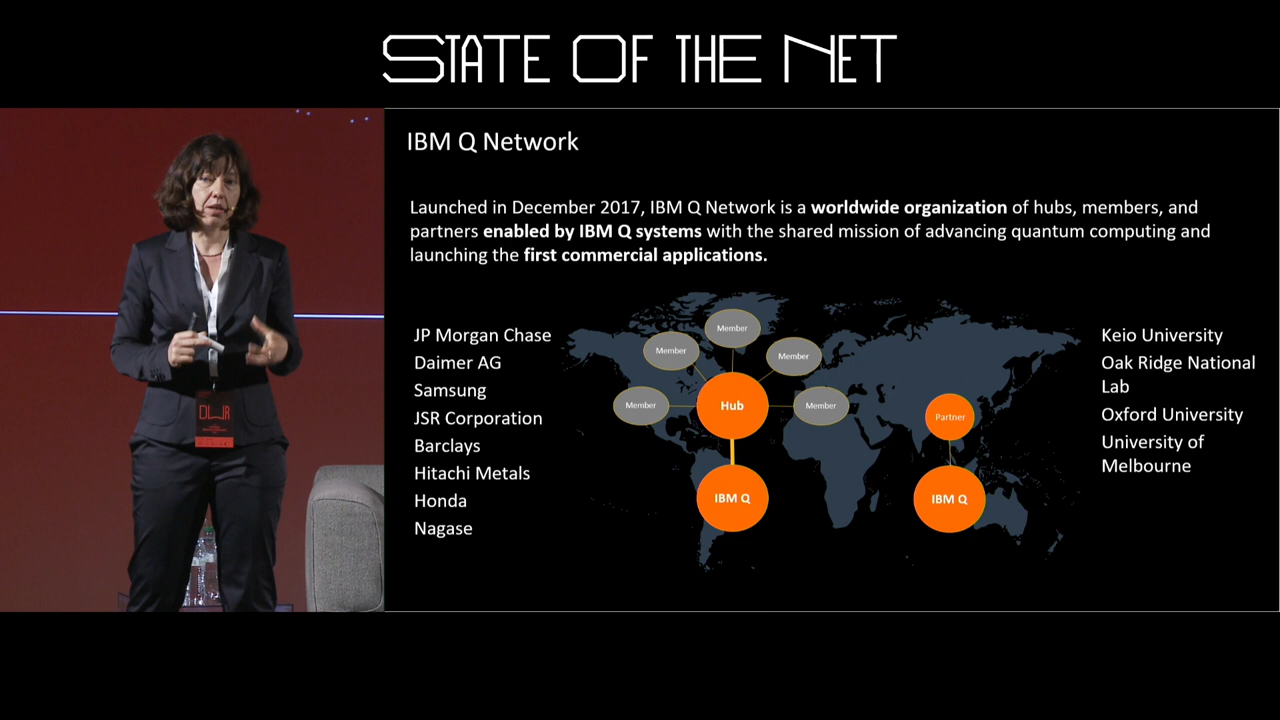 STATE OF THE NET
IBM Q Network
Launched in December 2017, IBM Q Network is a worldwide organization of hubs, members, and
partners enabled by IBM Q systems with the shared mission of advancing quantum computing and
launching the first commercial applications.
JP Morgan Chase
Daimer AG
Samsung
JSR Corporation
Barclays
Hitachi Metals
Honda
Nagase
Member
Member
Member
Member
Hub
Member
IBM Q
Partner
IBM Q
Keio University
Oak Ridge National
Lab
Oxford University
University of
Melbourne
DWR